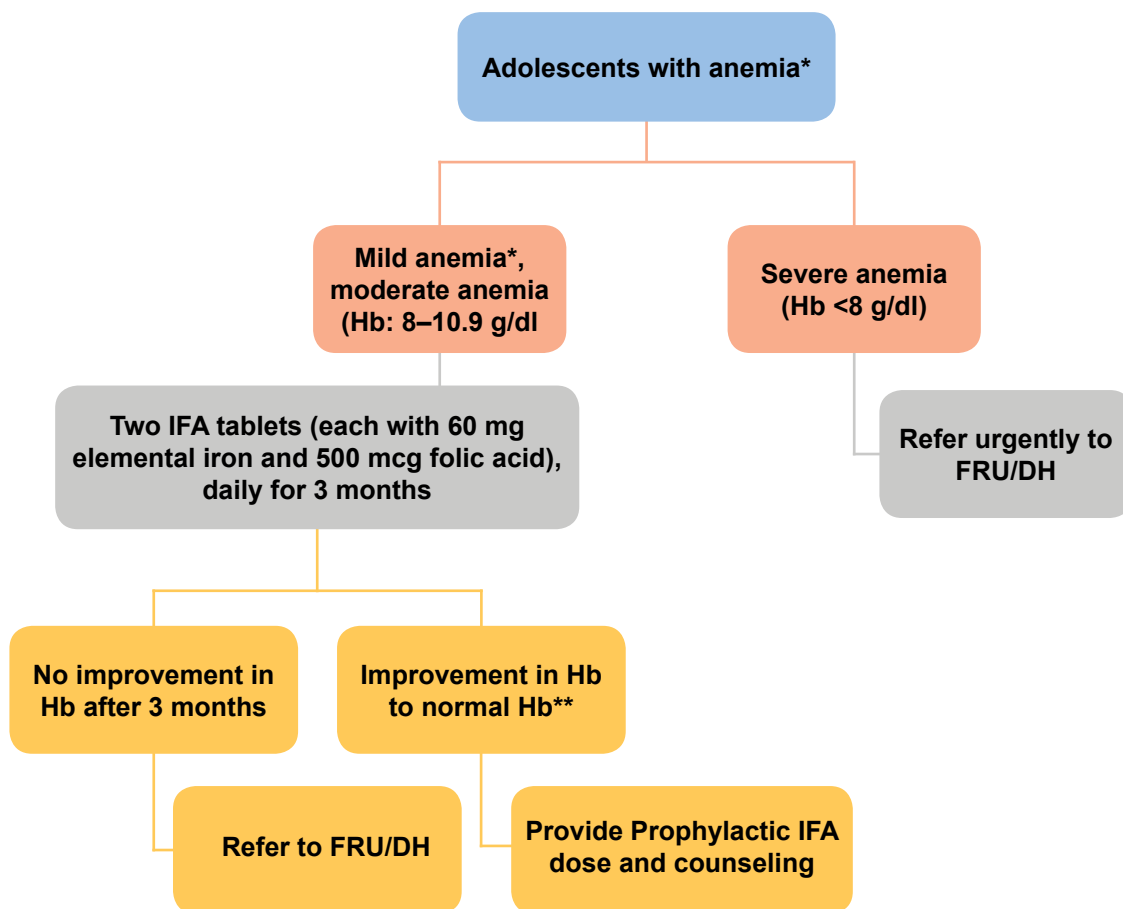 Adolescents with anemia*
Mild anemia*,
moderate anemia
(Hb: 8–10.9 g/dl
Severe anemia
(Hb <8 g/dl)
Two IFA tablets (each with 60 mg
elemental iron and 500 mcg folic acid),
daily for 3 months
Refer urgently to
FRU/DH
No improvement in
Hb after 3 months
Improvement in Hb
to normal Hb**
Refer to FRU/DH
Provide Prophylactic IFA
dose and counseling